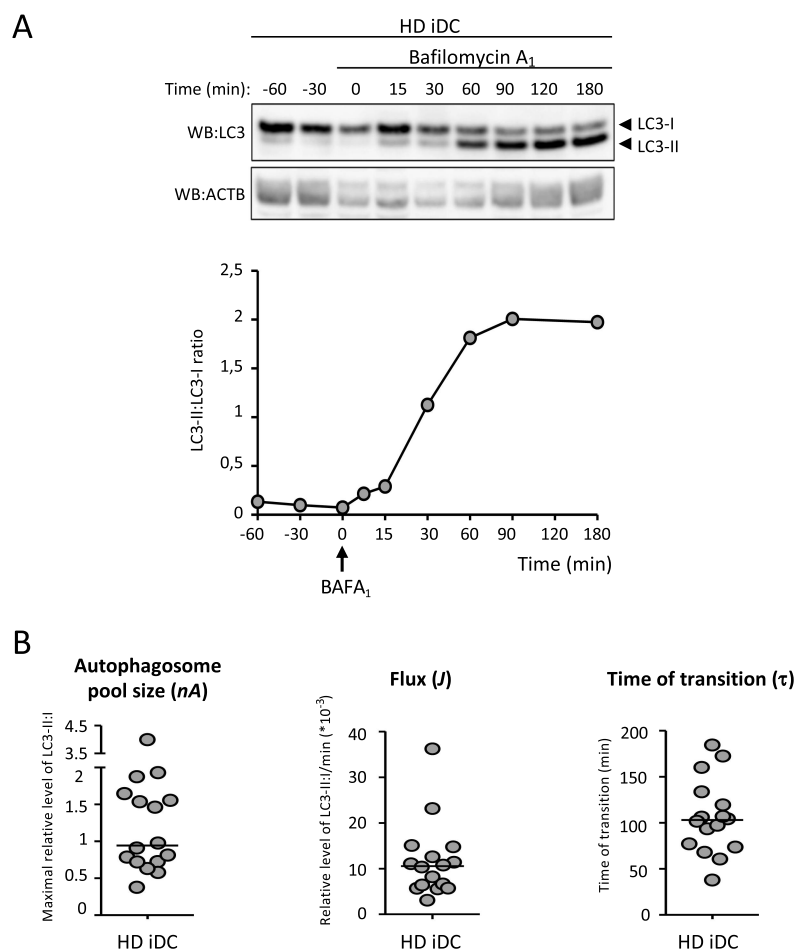 A
HD iDC
Bafilomycin A1
Time (min): -60 -30 0 15 30 60 90 120 180
WB:LC3
LC3-I
LC3-II
WB:ACTB
LC3-II:LC3-I ratio
2,5
2
1,5
1
0,5
0
-60 -30 0 15 30 60 90 120 180
Time (min)
BAFA1
B
Autophagosome
pool size (nA)
Maximal relative level of LC3-II:I
4.5
3.5
2
1.5
1
0.5
0
HD iDC
Flux (J)
Relative level of LC3-II:I/min (*10-3)
40
30
20
10
0
HD iDC
Time of transition (τ)
Time of transition (min)
200
150
100
50
0
HD iDC